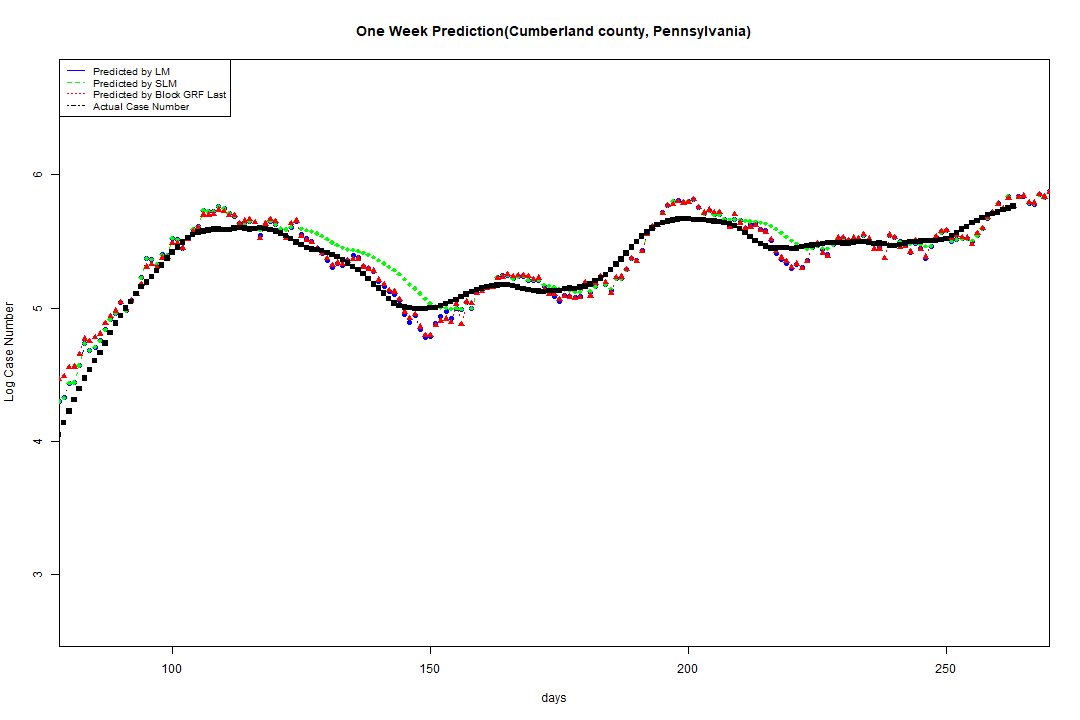 One Week Prediction(Cumberland county, Pennsylvania)
Predicted by LM
Predicted by SLM
Predicted by Block GRF Last
Actual Case Number
6
5
4
3
Log Case Number
100 150 200 250
days